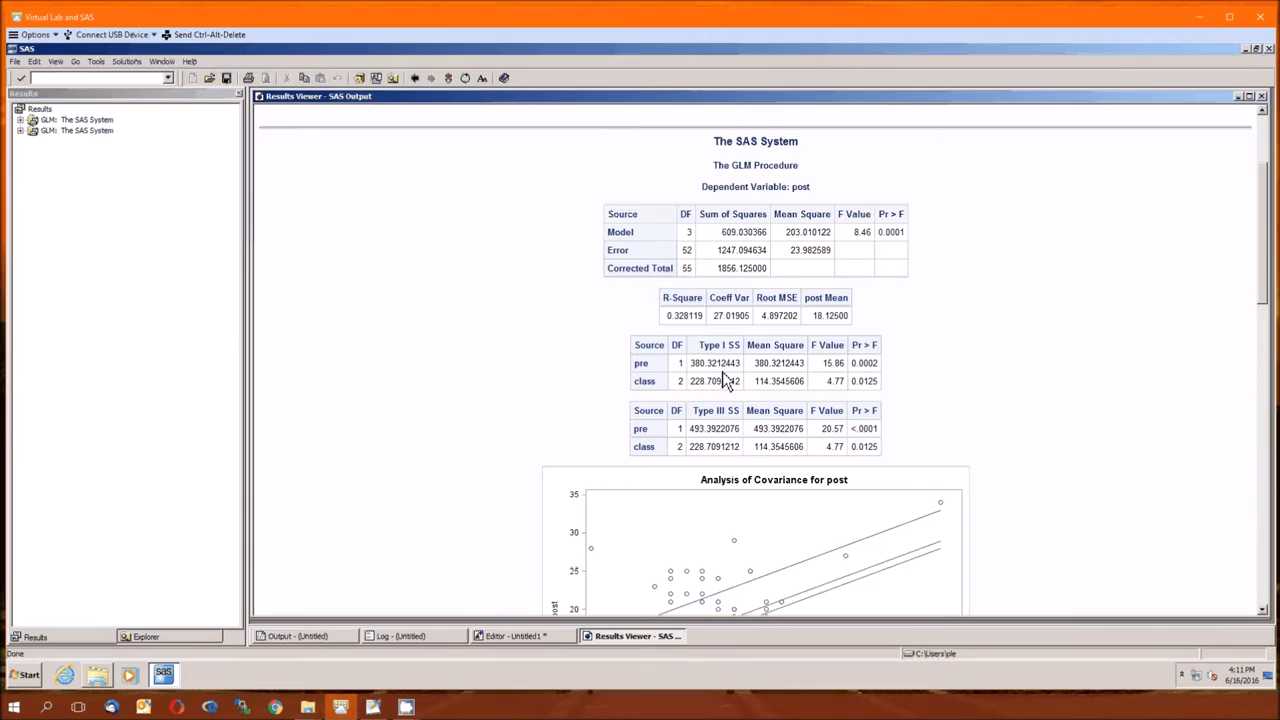 Virtual Lab and SAS
Options Connect USB Device Send Ctrl-Alt-Delete
SAS
File Edit View Go Tools Solutions Window Help
Results
Results Viewer - SAS Output
Results
GLM: The SAS System
GLM: The SAS System
The SAS System
The GLM Procedure
Dependent Variable: post
Source DF Sum of Squares Mean Square F Value Pr > F
Model 3 609.030366 203.010122 8.46 0.0001
Error 52 1247.094634 23.982589
Corrected Total 55 1856.125000
R-Square Coeff Var Root MSE post Mean
0.328119 27.01905 4.897202 18.12500
Source DF Type I SS Mean Square F Value Pr > F
pre 1 380.3212443 380.3212443 15.86 0.0002
class 2 114.3545606 4.77 0.0125
Source DF Type III SS Mean Square F Value Pr > F
pre 1 493.3922076 493.3922076 20.57 <.0001
class 2 228.7091212 114.3545606 4.77 0.0125
Analysis of Covariance for post
35
30
25
20
post
Results Explorer
Output - (Untitled) Log - (Untitled) Editor - Untitled1 * Results Viewer - SAS ...
Done
C:\Users\ole
Start
sas
4:11 PM
6/16/2016